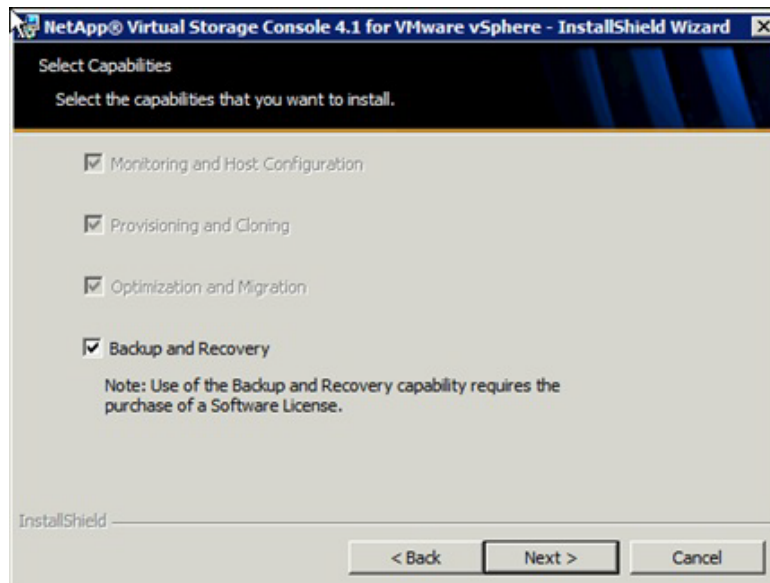 NetApp® Virtual Storage Console 4.1 for VMware vSphere - InstallShield Wizard
Select Capabilities
Select the capabilities that you want to install.
Monitoring and Host Configuration
Provisioning and Cloning
Optimization and Migration
Backup and Recovery
Note: Use of the Backup and Recovery capability requires the
purchase of a Software License.
InstallShield
< Back Next > Cancel